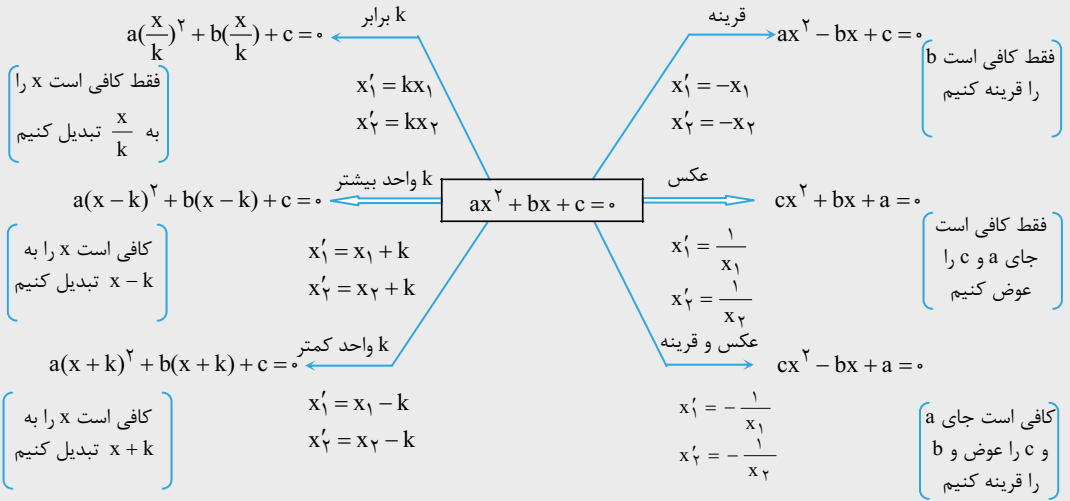 قرینه
ax² − bx + c = ۰
فقط کافی است b
را قرینه کنیم
x′₁ = −x₁
x′₂ = −x₂
k برابر
a(x/k)² + b(x/k) + c = ۰
فقط کافی است x را
به x/k تبدیل کنیم
x′₁ = kx₁
x′₂ = kx₂
ax² + bx + c = ۰
عکس
cx² + bx + a = ۰
فقط کافی است
جای a و c را
عوض کنیم
x′₁ = ۱/x₁
x′₂ = ۱/x₂
k واحد بیشتر
a(x − k)² + b(x − k) + c = ۰
کافی است x را به
x − k تبدیل کنیم
x′₁ = x₁ + k
x′₂ = x₂ + k
عکس و قرینه
cx² − bx + a = ۰
کافی است جای a
و c را عوض و b
را قرینه کنیم
x′₁ = −۱/x₁
x′₂ = −۱/x₂
k واحد کمتر
a(x + k)² + b(x + k) + c = ۰
کافی است x را به
x + k تبدیل کنیم
x′₁ = x₁ − k
x′₂ = x₂ − k